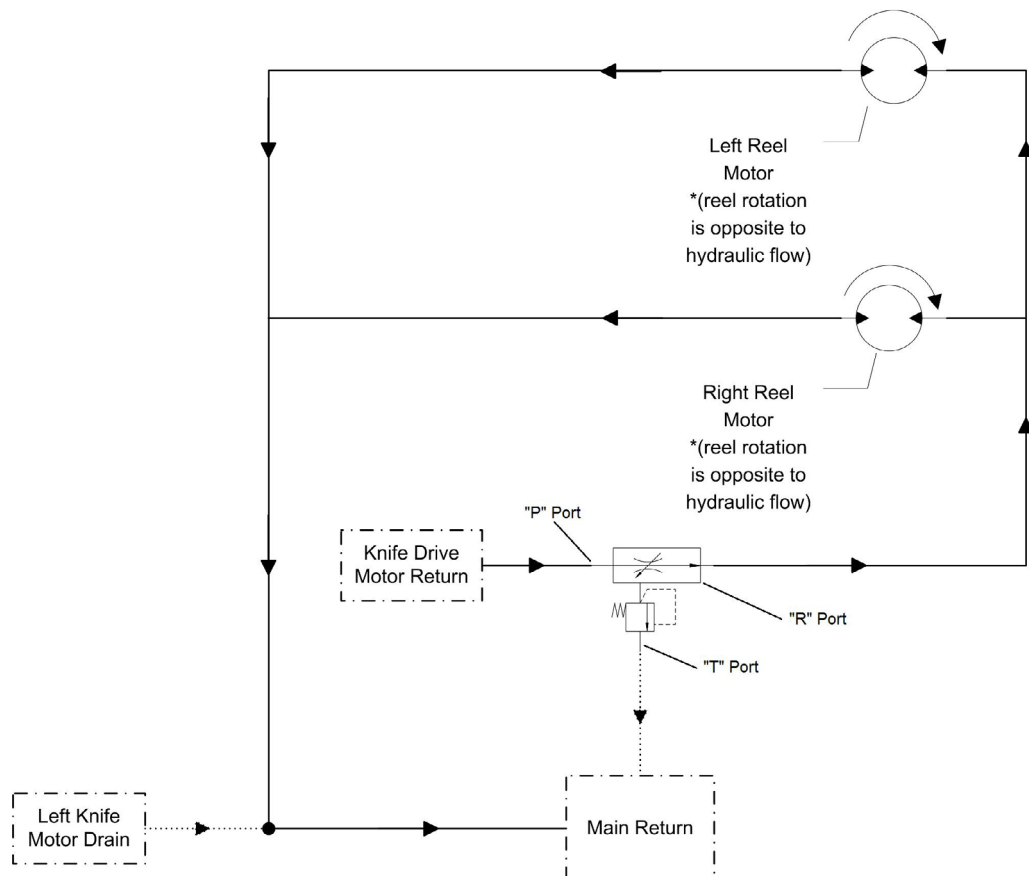 Left Reel
Motor
*(reel rotation
is opposite to
hydraulic flow)
Right Reel
Motor
*(reel rotation
is opposite to
hydraulic flow)
"P" Port
Knife Drive
Motor Return
"R" Port
"T" Port
Left Knife
Motor Drain
Main Return